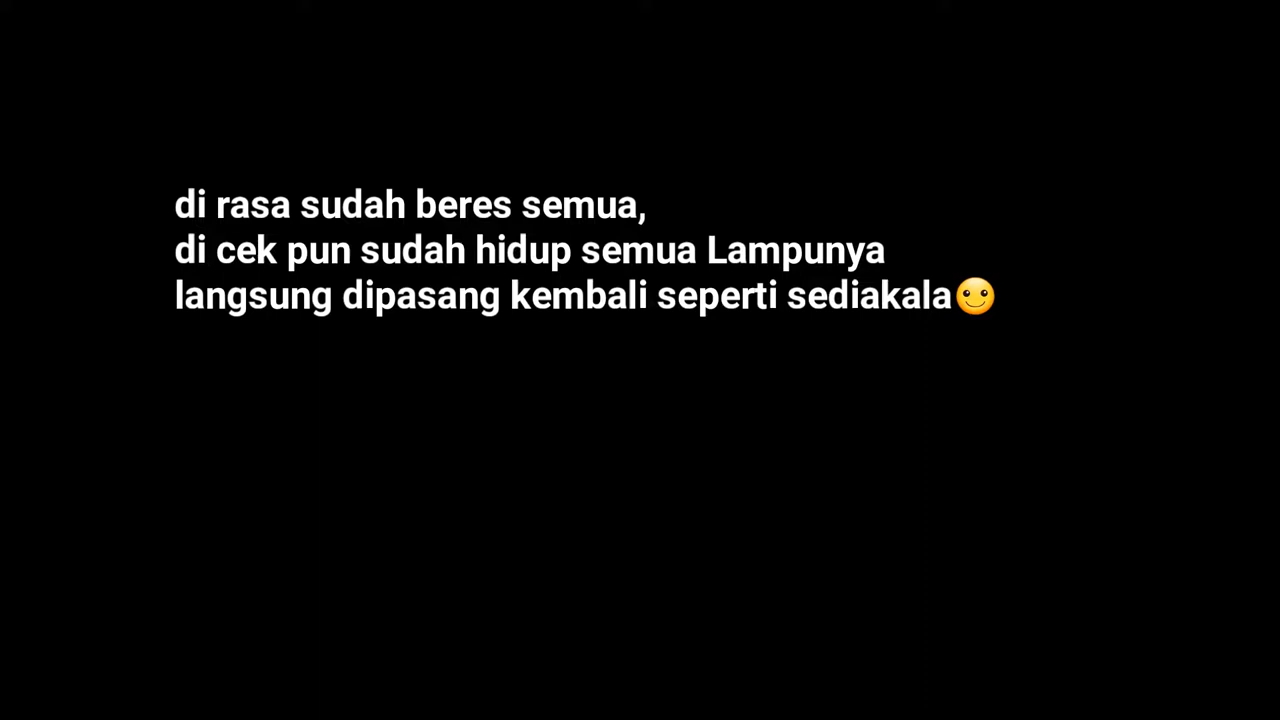 di rasa sudah beres semua,
di cek pun sudah hidup semua Lampunya
langsung dipasang kembali seperti sediakala🙂